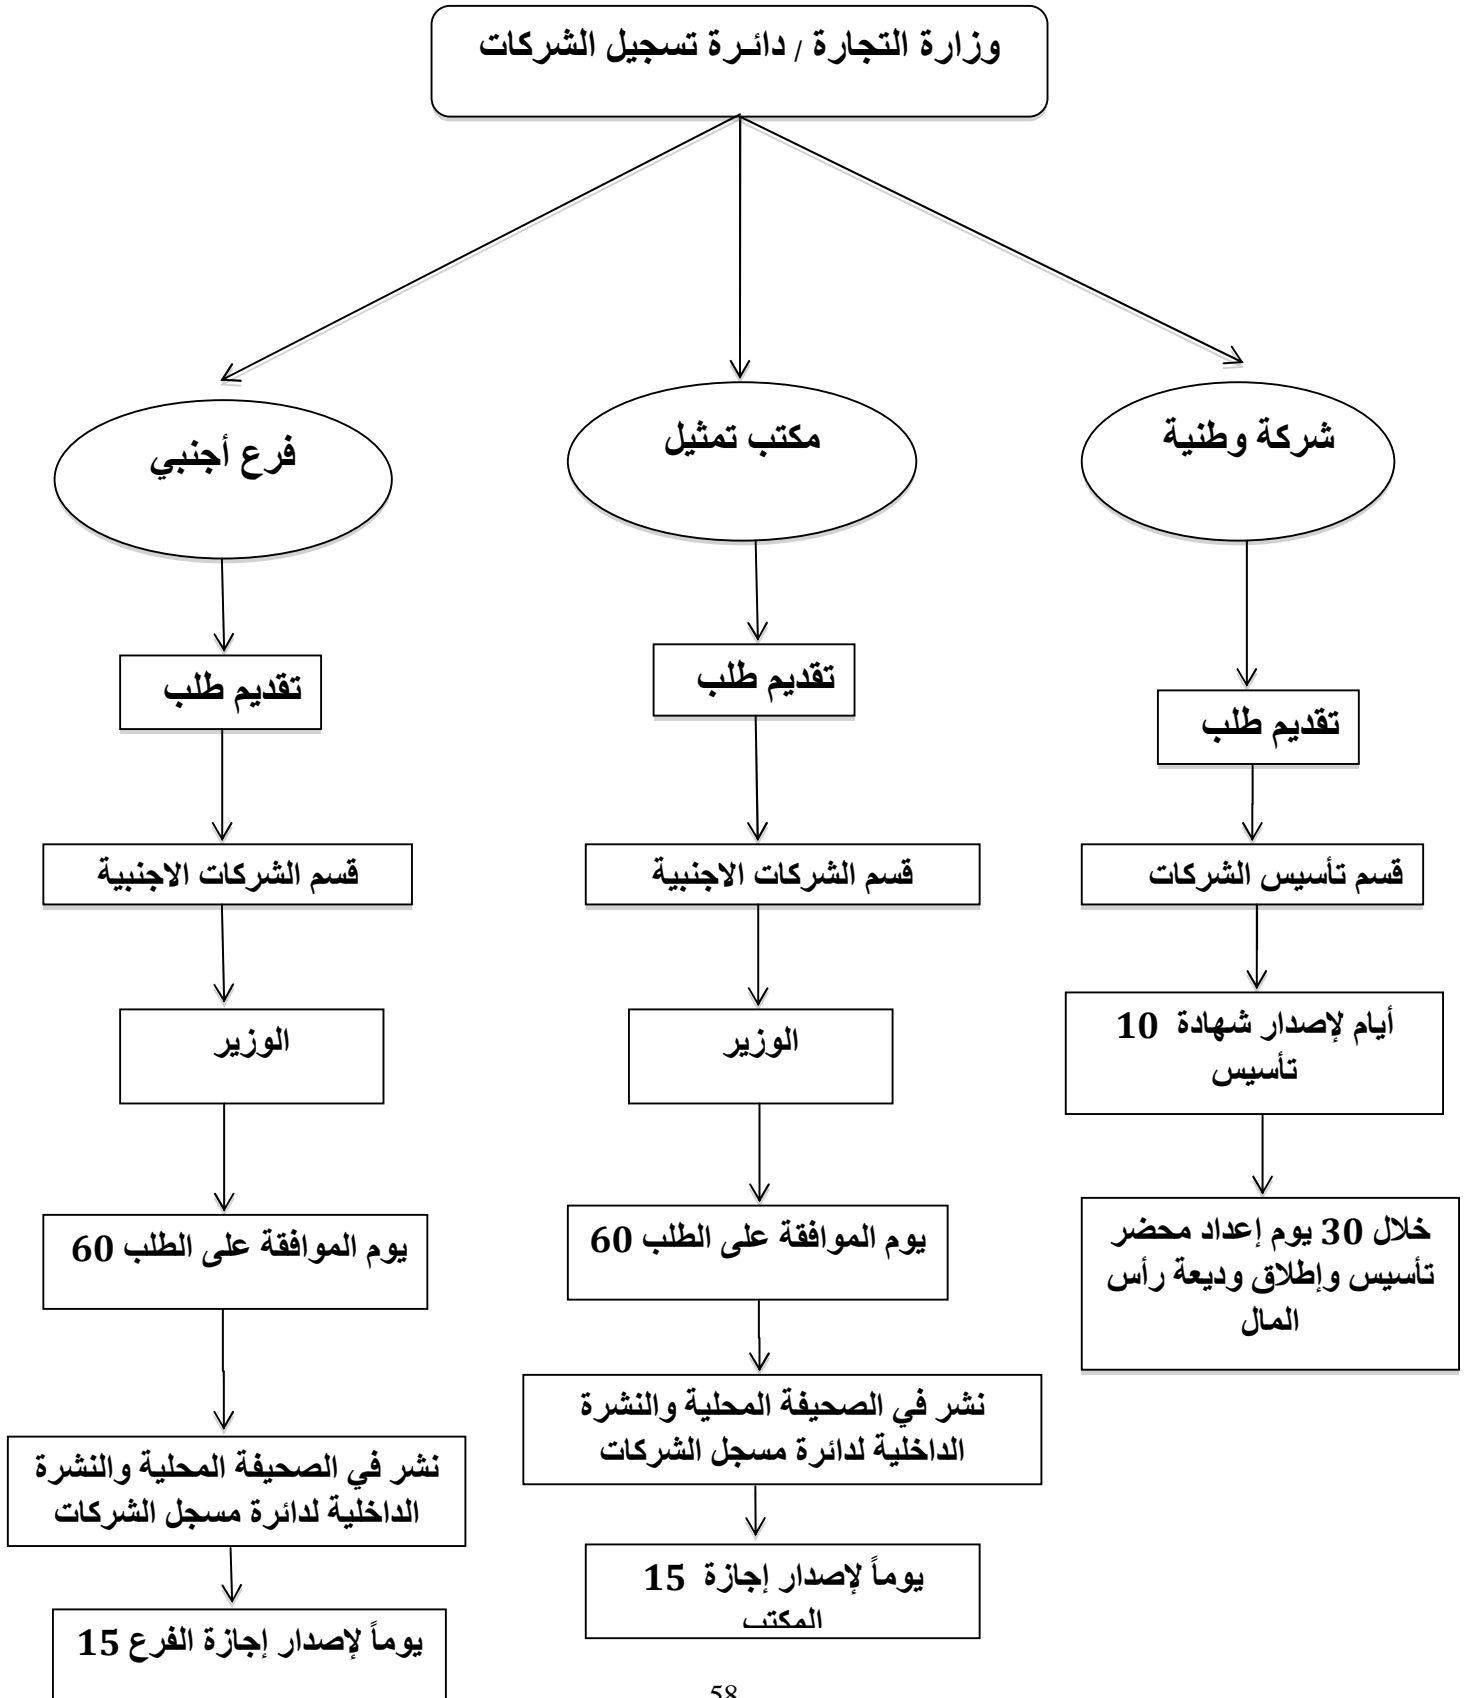 وزارة التجارة / دائرة تسجيل الشركات
شركة وطنية
تقديم طلب
قسم تأسيس الشركات
10 أيام لإصدار شهادة
تأسيس
خلال 30 يوم إعداد محضر
تأسيس وإطلاق وديعة رأس
المال
مكتب تمثيل
تقديم طلب
قسم الشركات الاجنبية
الوزير
60 يوم الموافقة على الطلب
نشر في الصحيفة المحلية والنشرة
الداخلية لدائرة مسجل الشركات
15 يوماً لإصدار إجازة
المكتب
فرع أجنبي
تقديم طلب
قسم الشركات الاجنبية
الوزير
60 يوم الموافقة على الطلب
نشر في الصحيفة المحلية والنشرة
الداخلية لدائرة مسجل الشركات
15 يوماً لإصدار إجازة الفرع
58